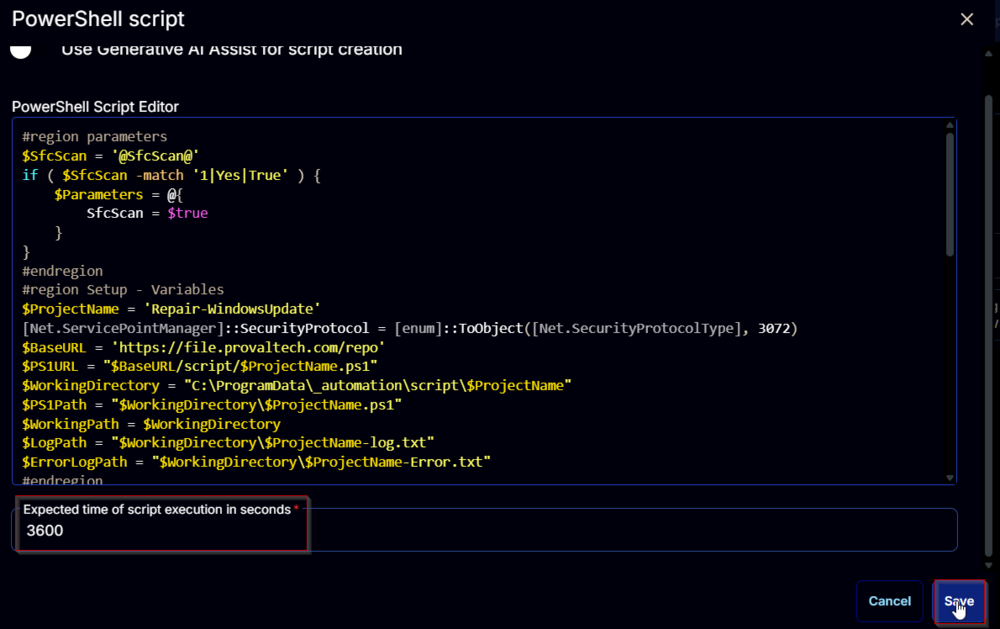 PowerShell script
Use Generative AI Assist for script creation
PowerShell Script Editor
#region parameters
$SfcScan = '@SfcScan@'
if ( $SfcScan -match '1|Yes|True' ) {
    $Parameters = @{
        SfcScan = $true
    }
}
#endregion
#region Setup - Variables
$ProjectName = 'Repair-WindowsUpdate'
[Net.ServicePointManager]::SecurityProtocol = [enum]::ToObject([Net.SecurityProtocolType], 3072)
$BaseURL = 'https://file.provaltech.com/repo'
$PS1URL = "$BaseURL/script/$ProjectName.ps1"
$WorkingDirectory = "C:\ProgramData\_automation\script\$ProjectName"
$PS1Path = "$WorkingDirectory\$ProjectName.ps1"
$WorkingPath = $WorkingDirectory
$LogPath = "$WorkingDirectory\$ProjectName-log.txt"
$ErrorLogPath = "$WorkingDirectory\$ProjectName-Error.txt"
#endregion
Expected time of script execution in seconds *
3600
Cancel
Save